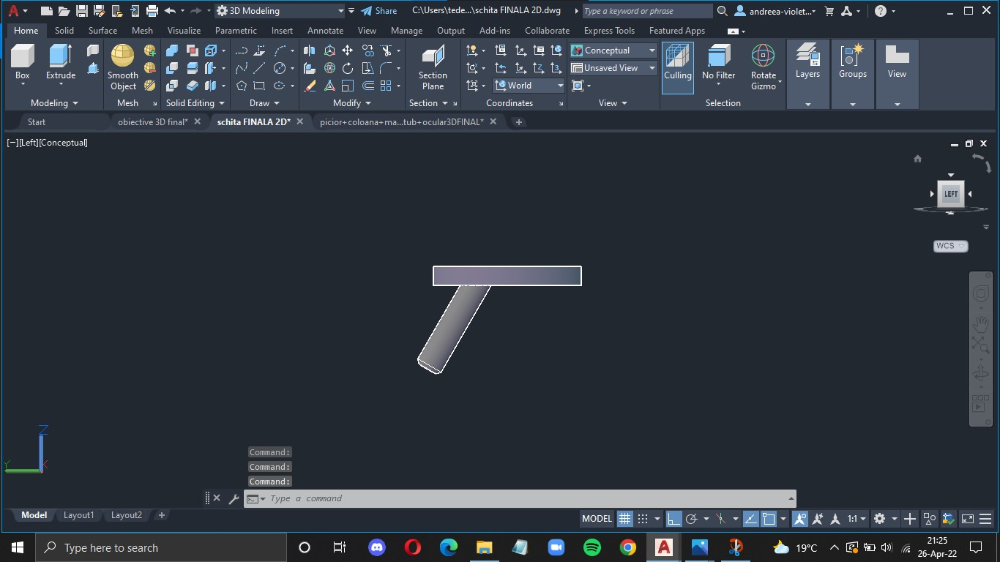 3D Modeling Share C:\Users\tede...\schita FINALA 2D.dwg Type a keyword or phrase andreea-violet...
Home Solid Surface Mesh Visualize Parametric Insert Annotate View Manage Output Add-ins Collaborate Express Tools Featured Apps
Box
Extrude
Smooth
Object
Section
Plane
World
Conceptual
Unsaved View
Culling
No Filter
Rotate
Gizmo
Layers
Groups
View
Modeling Mesh Solid Editing Draw Modify Section Coordinates View Selection
Start obiective 3D final* schita FINALA 2D* picior+coloana+ma...tub+ocular3DFINAL*
[−][Left][Conceptual]
LEFT
WCS
Z
Y X
Command:
Command:
Command:
Type a command
Model Layout1 Layout2 MODEL 1:1
Type here to search 19°C 21:25
26-Apr-22